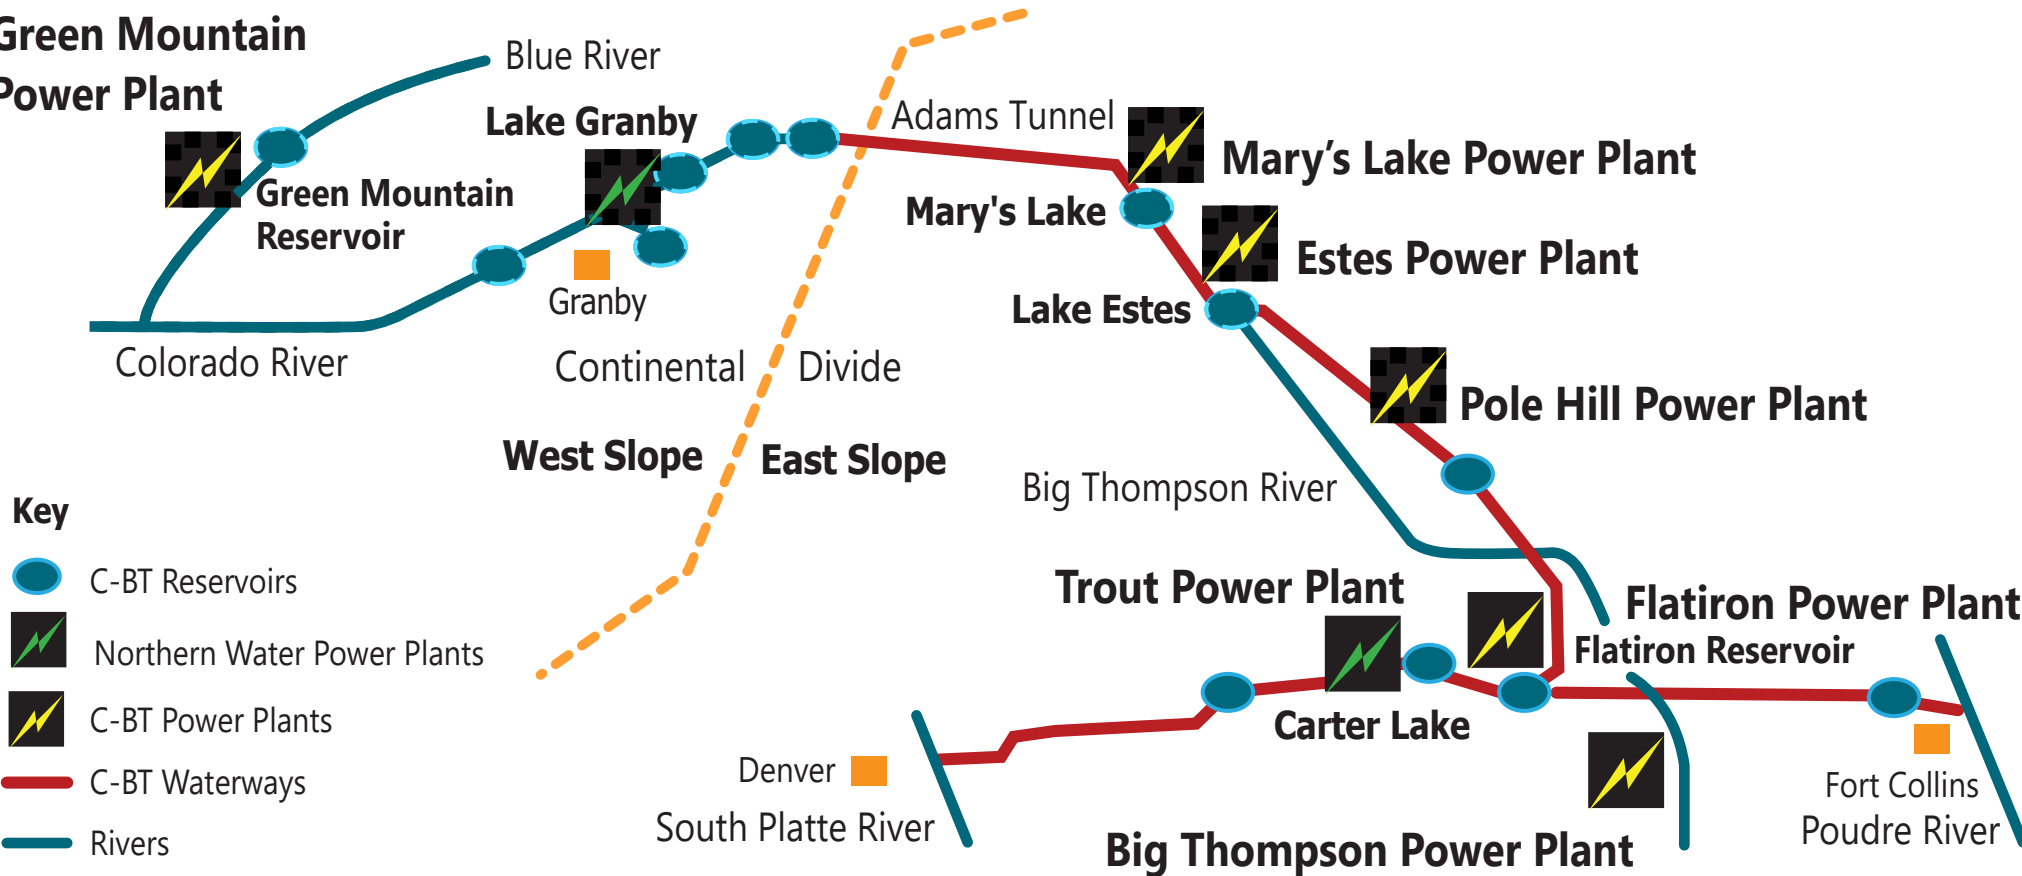 Green Mountain
Power Plant
Blue River
Lake Granby
Adams Tunnel
Mary’s Lake Power Plant
Green Mountain
Reservoir
Mary's Lake
Estes Power Plant
Granby
Lake Estes
Colorado River
Continental Divide
Pole Hill Power Plant
West Slope
East Slope
Big Thompson River
Key
C-BT Reservoirs
Northern Water Power Plants
C-BT Power Plants
C-BT Waterways
Rivers
Trout Power Plant
Flatiron Power Plant
Flatiron Reservoir
Carter Lake
Denver
South Platte River
Fort Collins
Poudre River
Big Thompson Power Plant